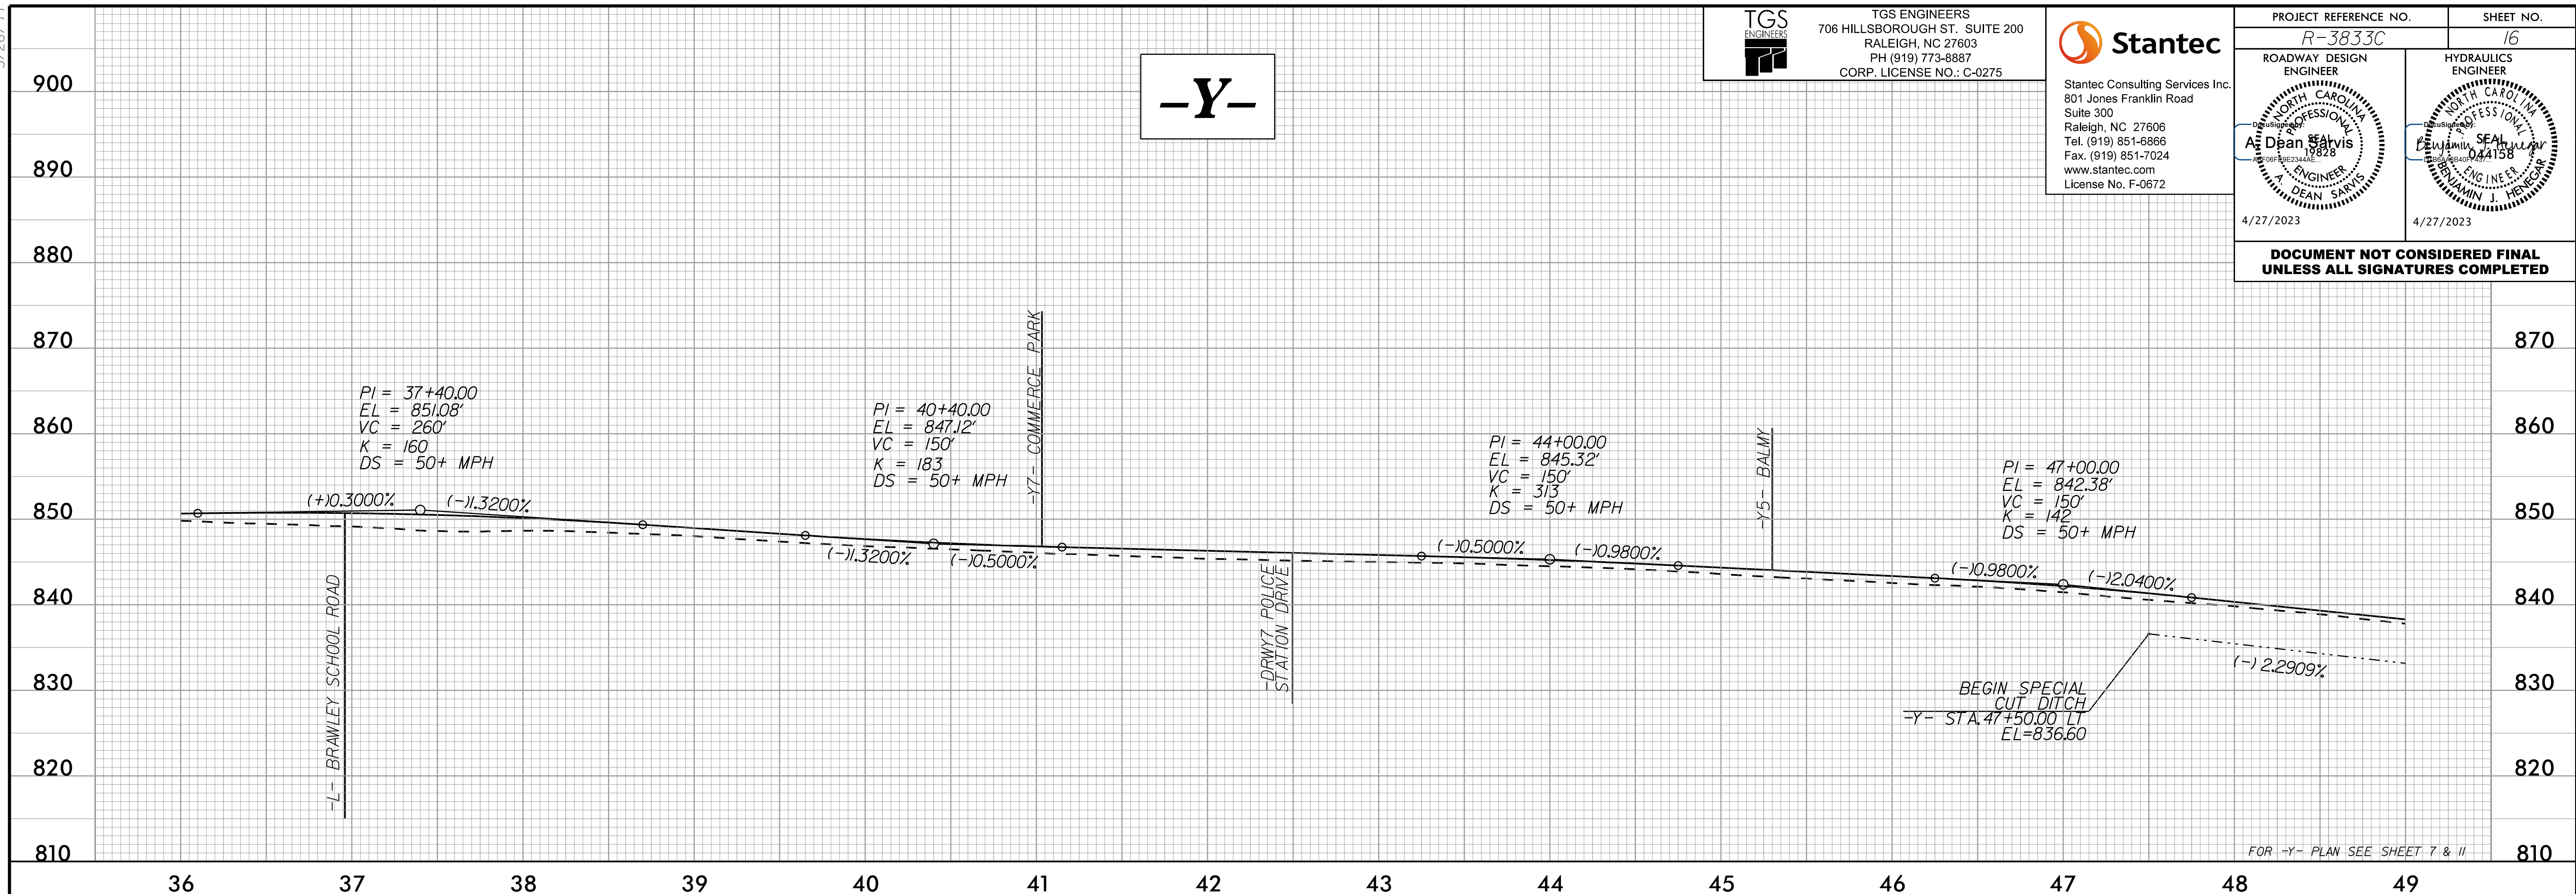 TGS
ENGINEERS
TGS ENGINEERS
706 HILLSBOROUGH ST. SUITE 200
RALEIGH, NC 27603
PH (919) 773-8887
CORP. LICENSE NO.: C-0275
Stantec
Stantec Consulting Services Inc.
801 Jones Franklin Road
Suite 300
Raleigh, NC 27606
Tel. (919) 851-6866
Fax. (919) 851-7024
www.stantec.com
License No. F-0672
PROJECT REFERENCE NO.
SHEET NO.
R-3833C
16
ROADWAY DESIGN
ENGINEER
HYDRAULICS
ENGINEER
NORTH CAROLINA
PROFESSIONAL
DocuSigned by:
SEAL
A. Dean Sarvis
19828
ENGINEER
A. DEAN SARVIS
4/27/2023
NORTH CAROLINA
PROFESSIONAL
DocuSigned by:
SEAL
Benjamin J. Henegar
044158
ENGINEER
BENJAMIN J. HENEGAR
4/27/2023
DOCUMENT NOT CONSIDERED FINAL
UNLESS ALL SIGNATURES COMPLETED
-Y-
900
890
880
870
860
850
840
830
820
810
870
860
850
840
830
820
810
PI = 37+40.00
EL = 851.08'
VC = 260'
K = 160
DS = 50+ MPH
(+)0.3000%
(-)1.3200%
PI = 40+40.00
EL = 847.12'
VC = 150'
K = 183
DS = 50+ MPH
(-)1.3200%
(-)0.5000%
-Y7- COMMERCE PARK
PI = 44+00.00
EL = 845.32'
VC = 150'
K = 313
DS = 50+ MPH
(-)0.5000%
(-)0.9800%
-Y5- BALMY
PI = 47+00.00
EL = 842.38'
VC = 150'
K = 142
DS = 50+ MPH
(-)0.9800%
(-)2.0400%
-L- BRAWLEY SCHOOL ROAD
-DRWY7 POLICE
STATION DRIVE
BEGIN SPECIAL
CUT DITCH
-Y- STA.47+50.00 LT
EL=836.60
(-) 2.2909%
FOR -Y- PLAN SEE SHEET 7 & 11
36
37
38
39
40
41
42
43
44
45
46
47
48
49